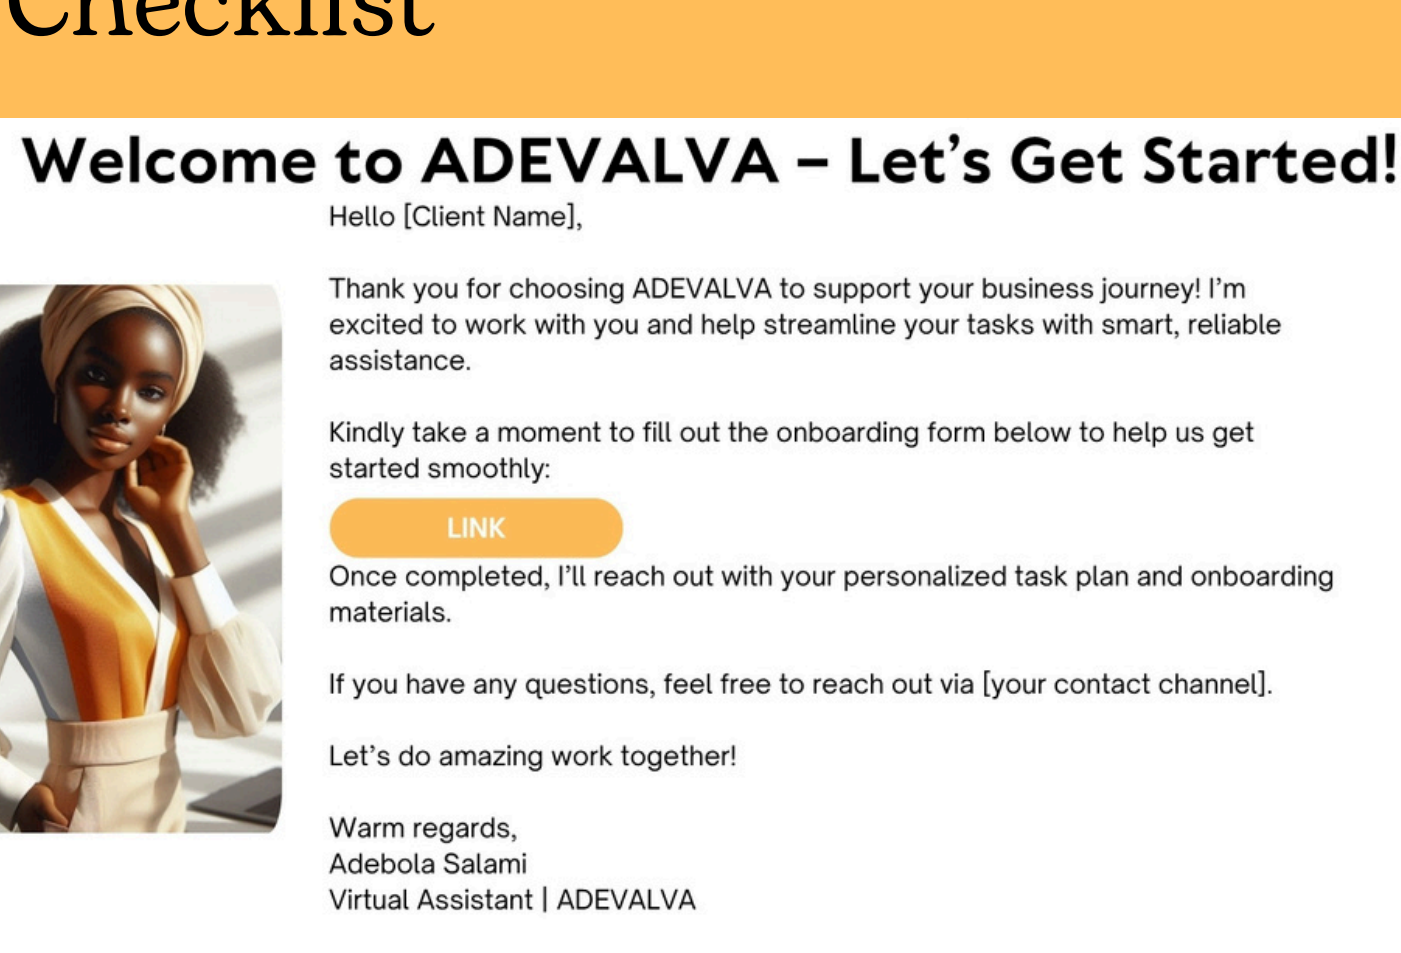 Checklist
Welcome to ADEVALVA – Let’s Get Started!
Hello [Client Name],
Thank you for choosing ADEVALVA to support your business journey! I’m
excited to work with you and help streamline your tasks with smart, reliable
assistance.
Kindly take a moment to fill out the onboarding form below to help us get
started smoothly:
LINK
Once completed, I’ll reach out with your personalized task plan and onboarding
materials.
If you have any questions, feel free to reach out via [your contact channel].
Let’s do amazing work together!
Warm regards,
Adebola Salami
Virtual Assistant | ADEVALVA